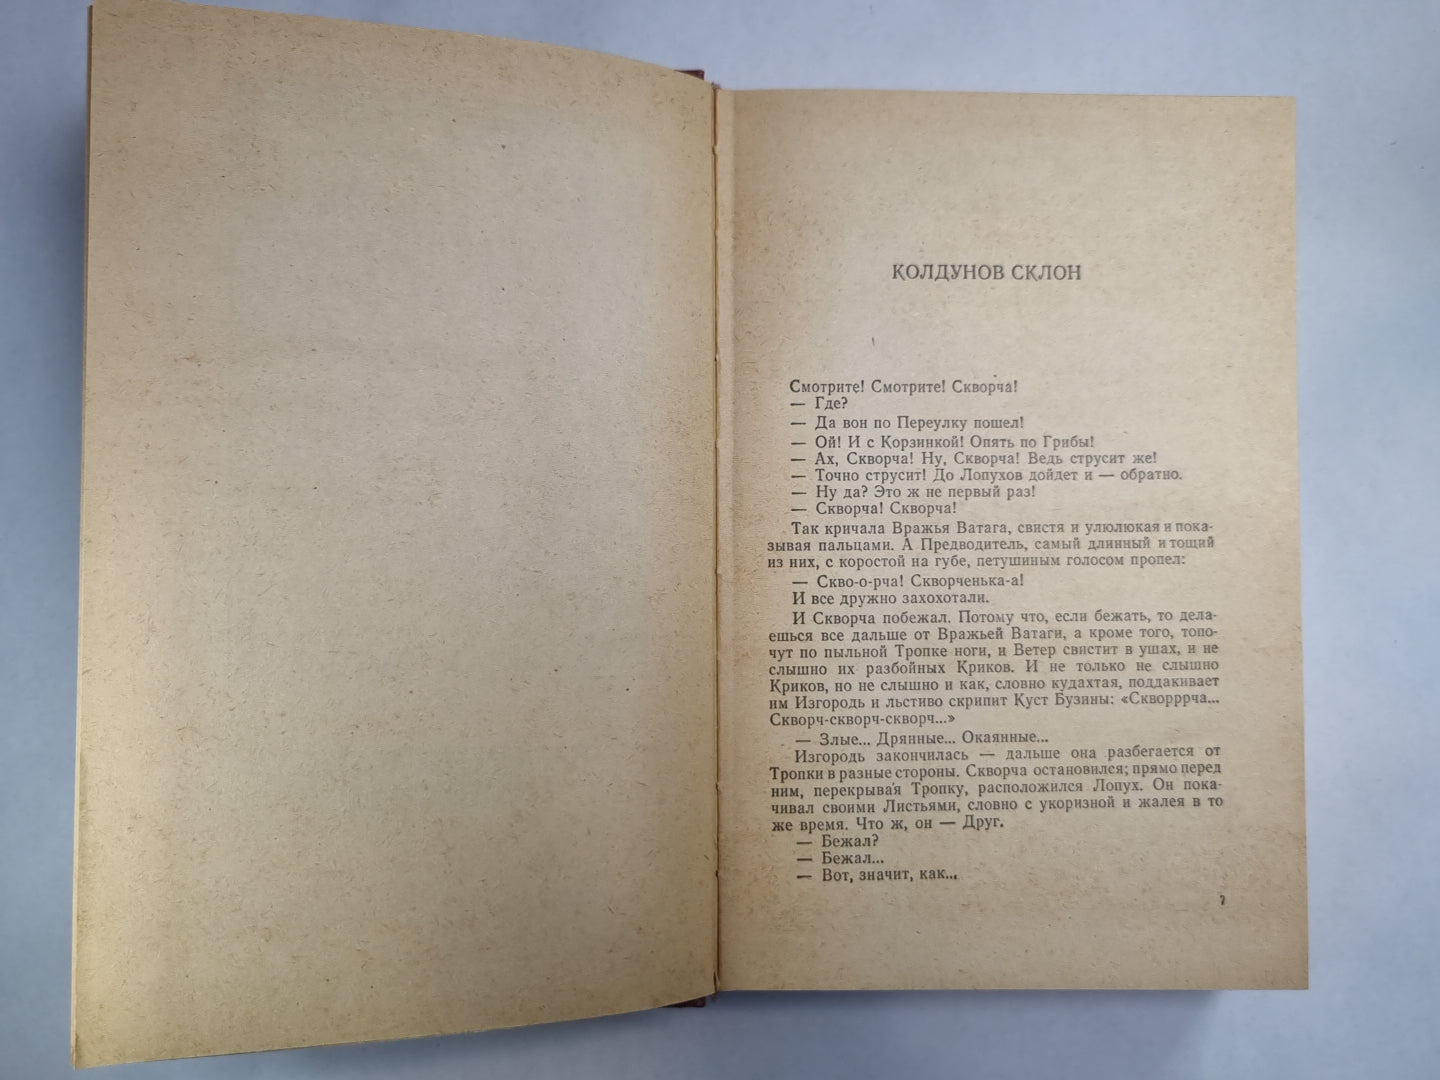 КОЛДУНОВ СКЛОН
Смотрите! Смотрите! Скворча!
— Где?
— Да вон по Переулку пошел!
— Ой! И с Корзинкой! Опять по Грибы!
— Ах, Скворча! Ну, Скворча! Ведь струсит же!
— Точно струсит! До Лопухов дойдет и — обратно.
— Ну да? Это ж не первый раз!
— Скворча! Скворча!
Так кричала Вражья Ватага, свистя и улюлюкая и пока-
зывая пальцами. А Предводитель, самый длинный и тощий
из них, с коростой на губе, петушиным голосом пропел:
— Скво-о-рча! Скворченька-а!
И все дружно захохотали.
И Скворча побежал. Потому что, если бежать, то дела-
ешься все дальше от Вражьей Ватаги, а кроме того, топо-
чут по пыльной Тропке ноги, и Ветер свистит в ушах, и не
слышно их разбойных Криков. И не только не слышно
Криков, но не слышно и как, словно кудахтая, поддакивает
им Изгородь и льстиво скрипит Куст Бузины: «Скворррча...
Скворч-скворч-скворч...»
— Злые... Дрянные... Окаянные...
Изгородь закончилась — дальше она разбегается от
Тропки в разные стороны. Скворча остановился; прямо перед
ним, перекрывая Тропку, расположился Лопух. Он пока-
чивал своими Листьями, словно с укоризной и жалея в то
же время. Что ж, он — Друг.
— Бежал?
— Бежал...
— Вот, значит, как...
7